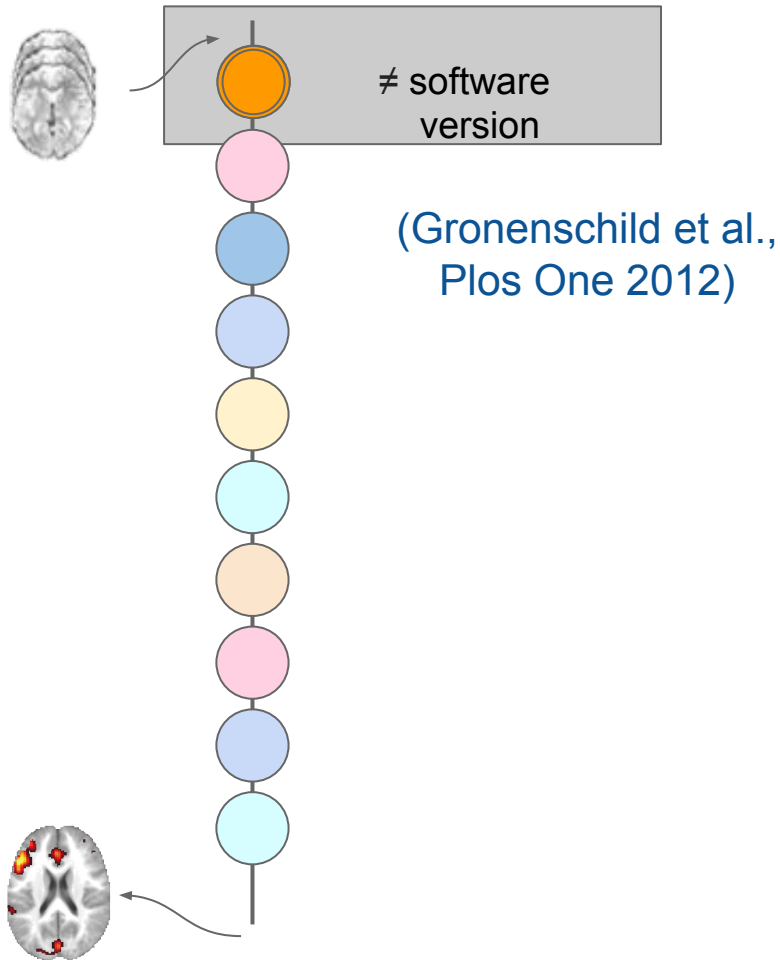 ≠ software
version
(Gronenschild et al.,
Plos One 2012)